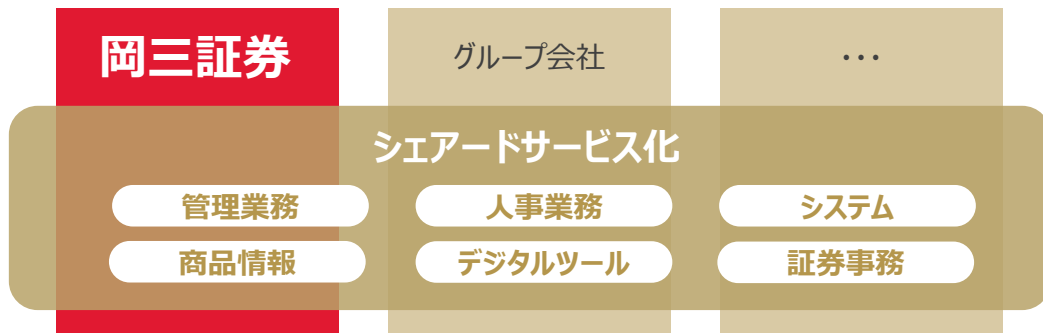 岡三証券
グループ会社
･･･
シェアードサービス化
管理業務
人事業務
システム
商品情報
デジタルツール
証券事務